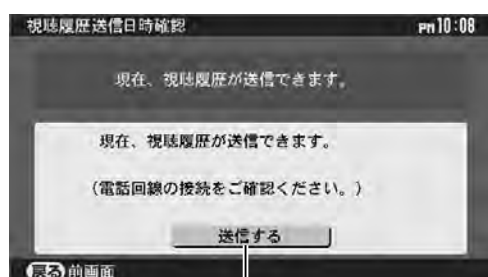 視聴履歴送信日時確認
PM10:08
現在、視聴履歴が送信できます。
現在、視聴履歴が送信できます。
(電話回線の接続をご確認ください。)
送信する
戻る 前画面